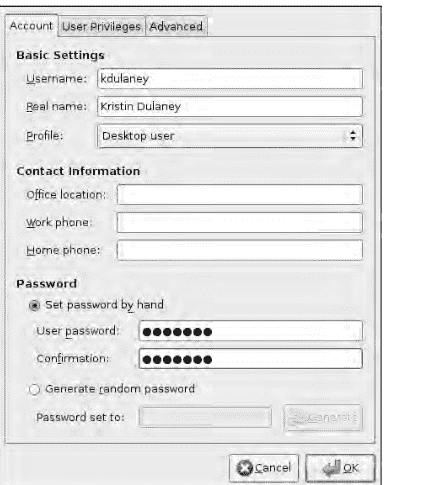 Account User Privileges Advanced
Basic Settings
Username: kdulaney
Real name: Kristin Dulaney
Profile: Desktop user
Contact Information
Office location:
Work phone:
Home phone:
Password
Set password by hand
User password: ●●●●●●●
Confirmation: ●●●●●●●
Generate random password
Password set to: Generate
Cancel OK